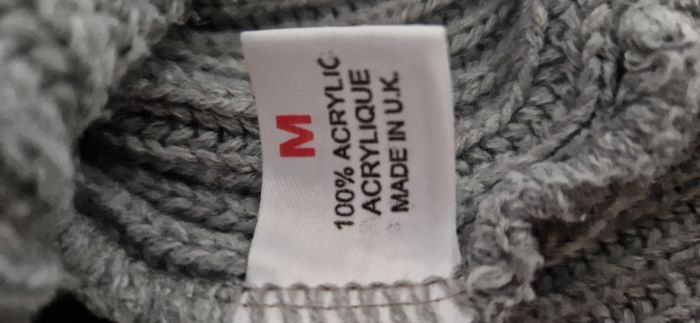 M
100% ACRYLIC
ACRYLIQUE
MADE IN U.K.